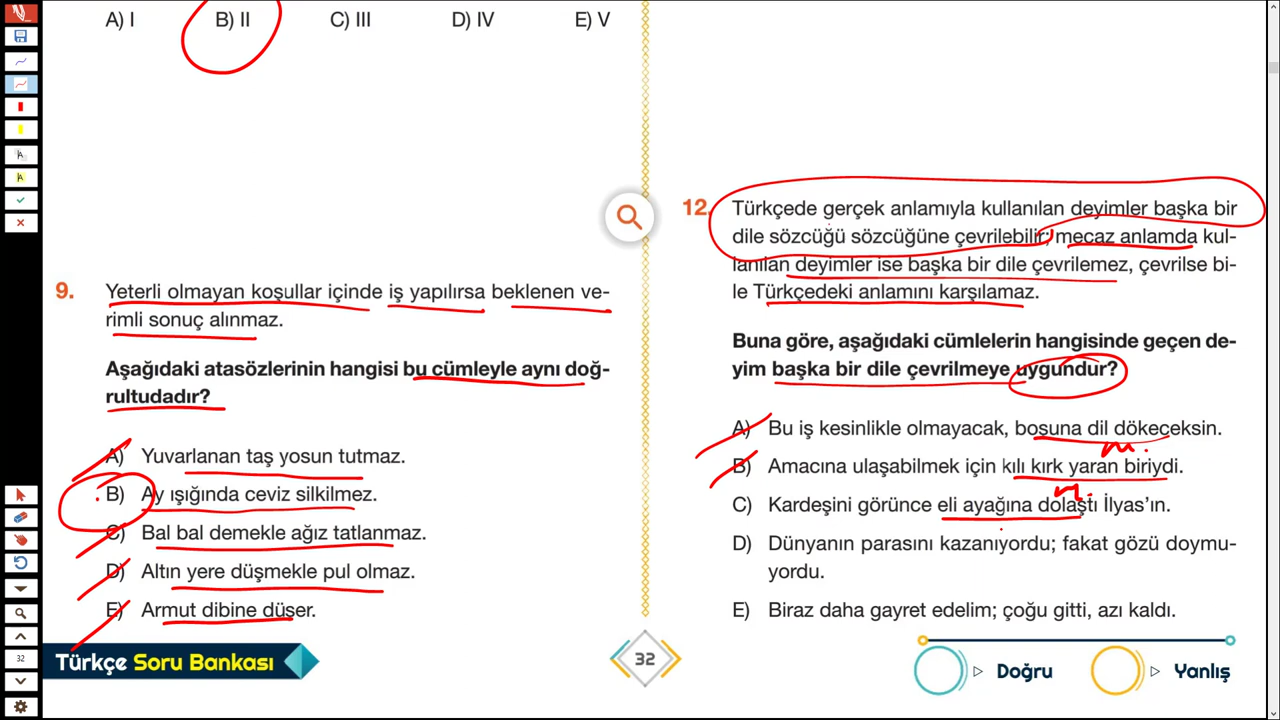 A) I
B) II
C) III
D) IV
E) V
9.
Yeterli olmayan koşullar içinde iş yapılırsa beklenen ve-
rimli sonuç alınmaz.
Aşağıdaki atasözlerinin hangisi bu cümleyle aynı doğ-
rultudadır?
A) Yuvarlanan taş yosun tutmaz.
B) Ay ışığında ceviz silkilmez.
C) Bal bal demekle ağız tatlanmaz.
D) Altın yere düşmekle pul olmaz.
E) Armut dibine düşer.
12.
Türkçede gerçek anlamıyla kullanılan deyimler başka bir
dile sözcüğü sözcüğüne çevrilebilir; mecaz anlamda kul-
lanılan deyimler ise başka bir dile çevrilemez, çevrilse bi-
le Türkçedeki anlamını karşılamaz.
Buna göre, aşağıdaki cümlelerin hangisinde geçen de-
yim başka bir dile çevrilmeye uygundur?
A) Bu iş kesinlikle olmayacak, boşuna dil dökeceksin.
m.
B) Amacına ulaşabilmek için kılı kırk yaran biriydi.
m.
C) Kardeşini görünce eli ayağına dolaştı İlyas’ın.
D) Dünyanın parasını kazanıyordu; fakat gözü doymu-
yordu.
E) Biraz daha gayret edelim; çoğu gitti, azı kaldı.
Türkçe Soru Bankası
32
Doğru
Yanlış
A
A
32